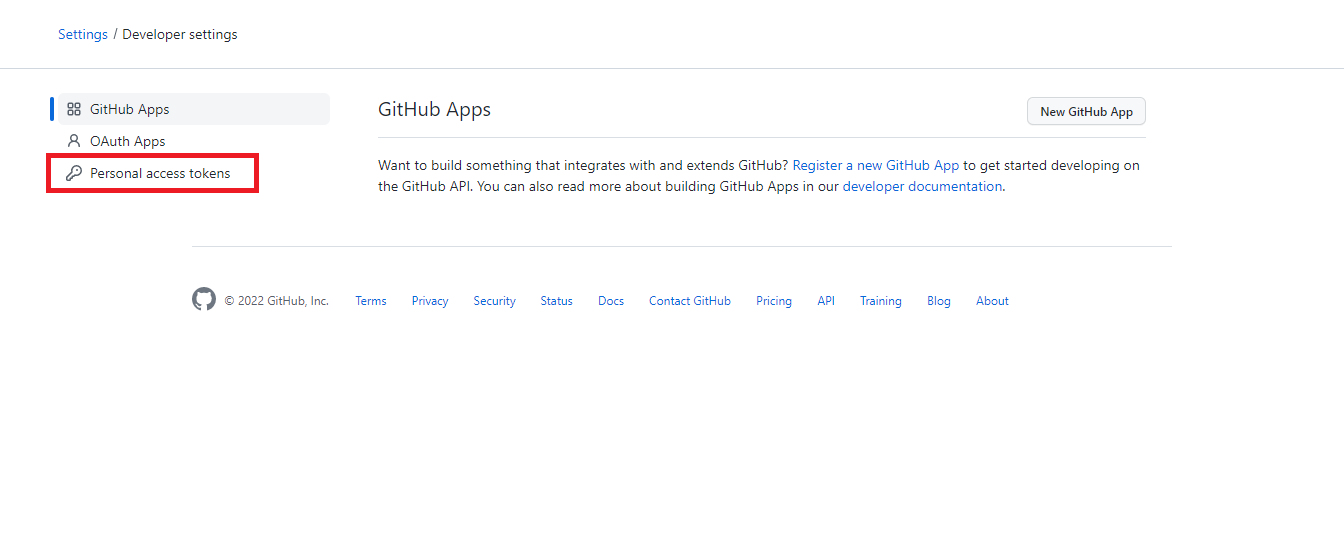 Settings / Developer settings
GitHub Apps
OAuth Apps
Personal access tokens
GitHub Apps
New GitHub App
Want to build something that integrates with and extends GitHub? Register a new GitHub App to get started developing on
the GitHub API. You can also read more about building GitHub Apps in our developer documentation.
© 2022 GitHub, Inc. Terms Privacy Security Status Docs Contact GitHub Pricing API Training Blog About